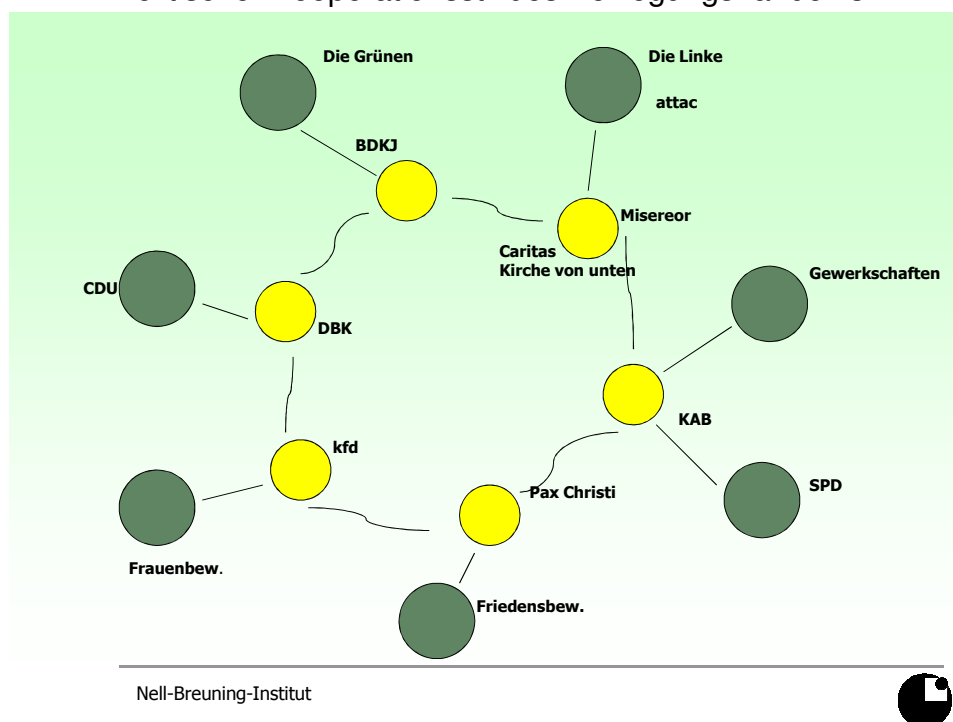 Die Grünen
Die Linke
attac
BDKJ
Misereor
Caritas
Kirche von unten
Gewerkschaften
CDU
DBK
KAB
kfd
SPD
Pax Christi
Frauenbew.
Friedensbew.
Nell-Breuning-Institut